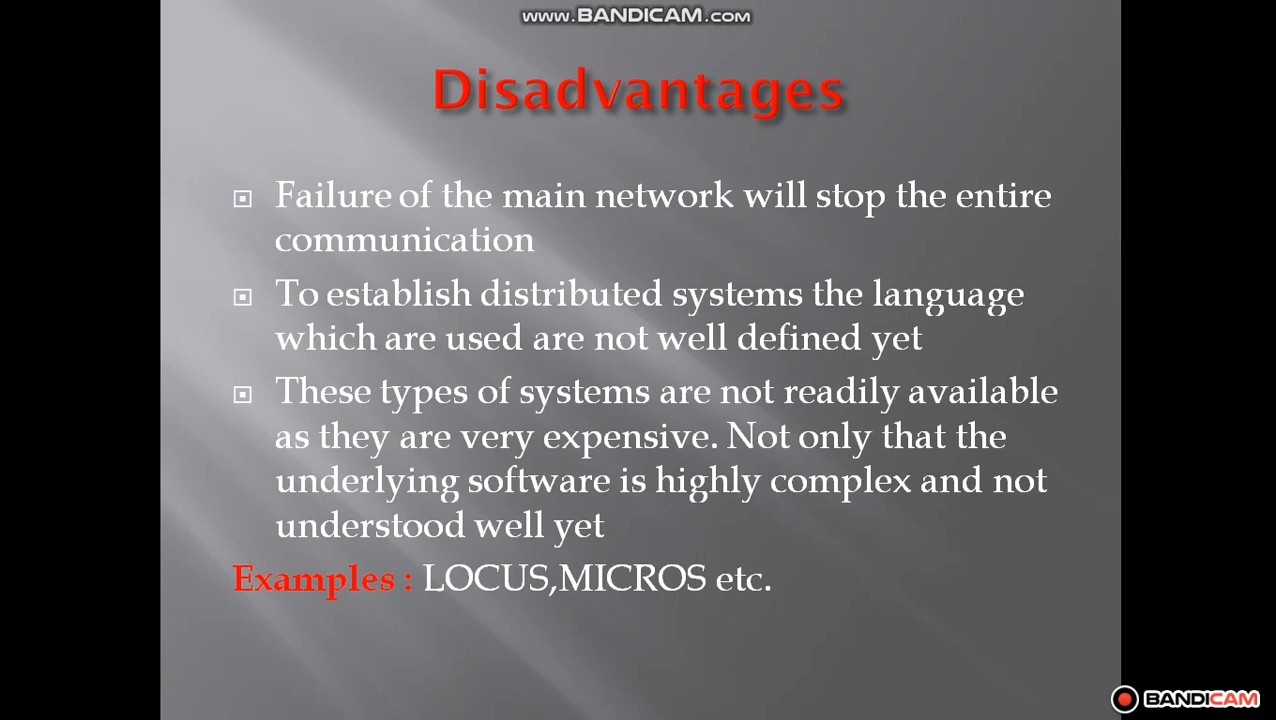 www.BANDICAM.COM
Disadvantages
Failure of the main network will stop the entire
communication
To establish distributed systems the language
which are used are not well defined yet
These types of systems are not readily available
as they are very expensive. Not only that the
underlying software is highly complex and not
understood well yet
Examples : LOCUS,MICROS etc.
BANDICAM